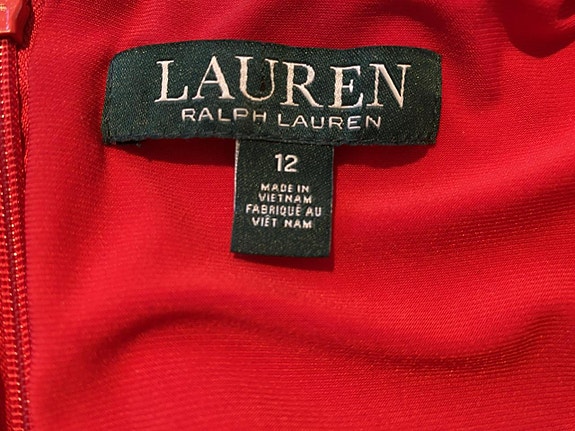 LAUREN
RALPH LAUREN
12
MADE IN
VIETNAM
FABRIQUÉ AU
VIÊT NAM